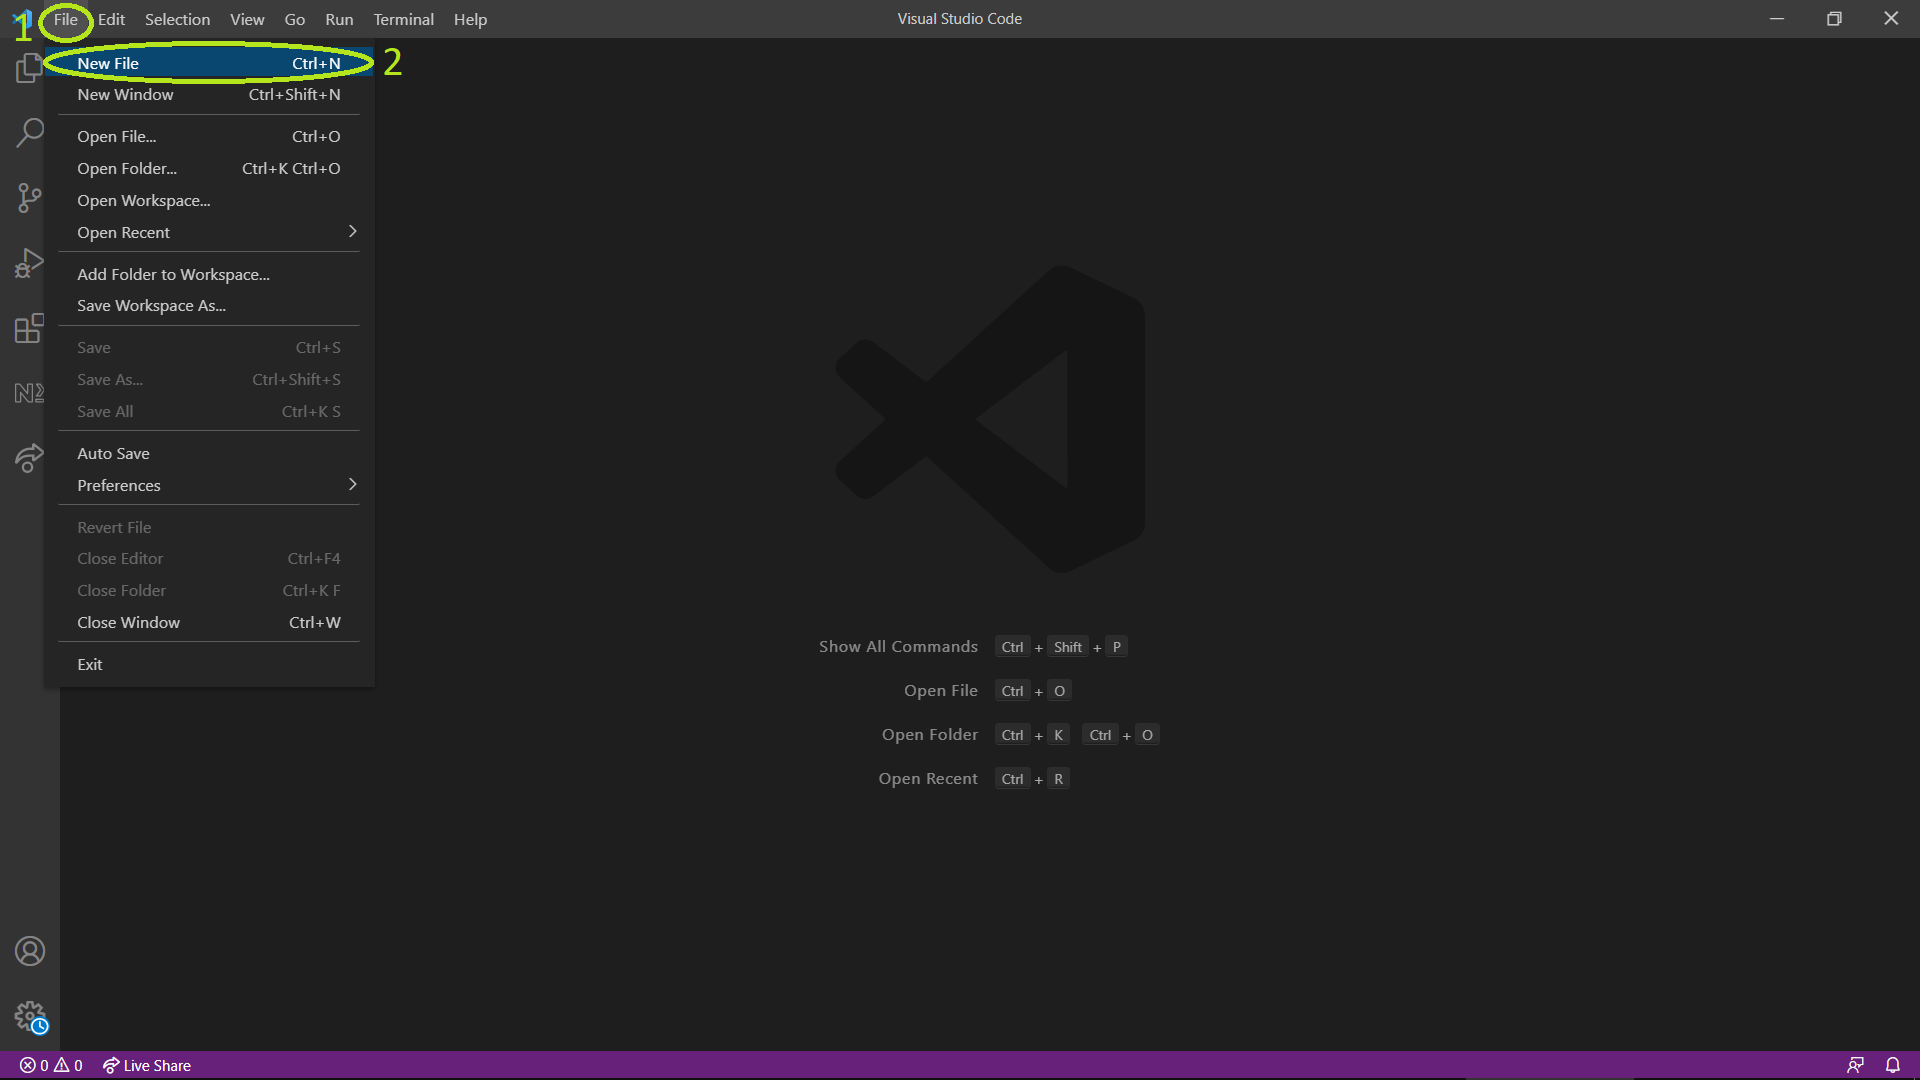 File Edit Selection View Go Run Terminal Help Visual Studio Code
1
New File Ctrl+N 2
New Window Ctrl+Shift+N
Open File... Ctrl+O
Open Folder... Ctrl+K Ctrl+O
Open Workspace...
Open Recent
Add Folder to Workspace...
Save Workspace As...
Save Ctrl+S
Save As... Ctrl+Shift+S
Save All Ctrl+K S
Auto Save
Preferences
Revert File
Close Editor Ctrl+F4
Close Folder Ctrl+K F
Close Window Ctrl+W
Exit
Show All Commands Ctrl + Shift + P
Open File Ctrl + O
Open Folder Ctrl + K Ctrl + O
Open Recent Ctrl + R
0 0 Live Share